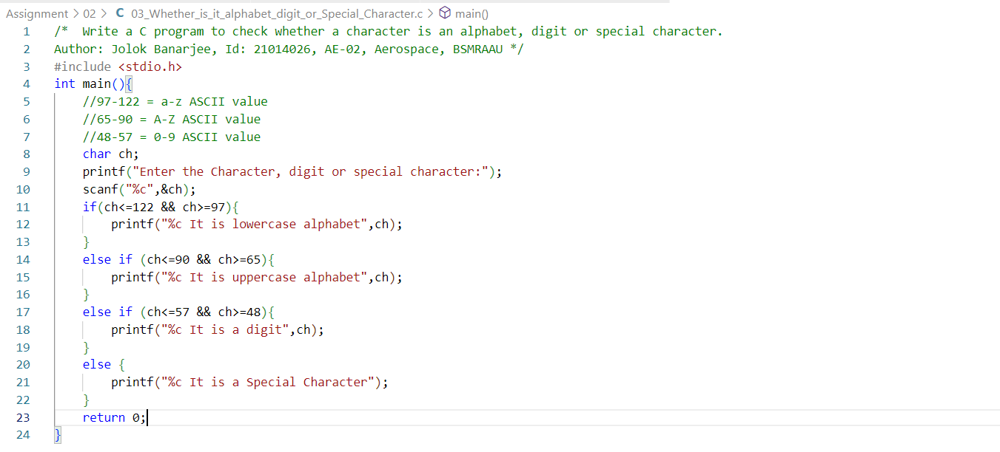 Assignment > 02 > C 03_Whether_is_it_alphabet_digit_or_Special_Character.c > main()
1 /*  Write a C program to check whether a character is an alphabet, digit or special character.
2 Author: Jolok Banarjee, Id: 21014026, AE-02, Aerospace, BSMRAAU */
3 #include <stdio.h>
4 int main(){
5     //97-122 = a-z ASCII value
6     //65-90 = A-Z ASCII value
7     //48-57 = 0-9 ASCII value
8     char ch;
9     printf("Enter the Character, digit or special character:");
10     scanf("%c",&ch);
11     if(ch<=122 && ch>=97){
12         printf("%c It is lowercase alphabet",ch);
13     }
14     else if (ch<=90 && ch>=65){
15         printf("%c It is uppercase alphabet",ch);
16     }
17     else if (ch<=57 && ch>=48){
18         printf("%c It is a digit",ch);
19     }
20     else {
21         printf("%c It is a Special Character");
22     }
23     return 0;
24 }